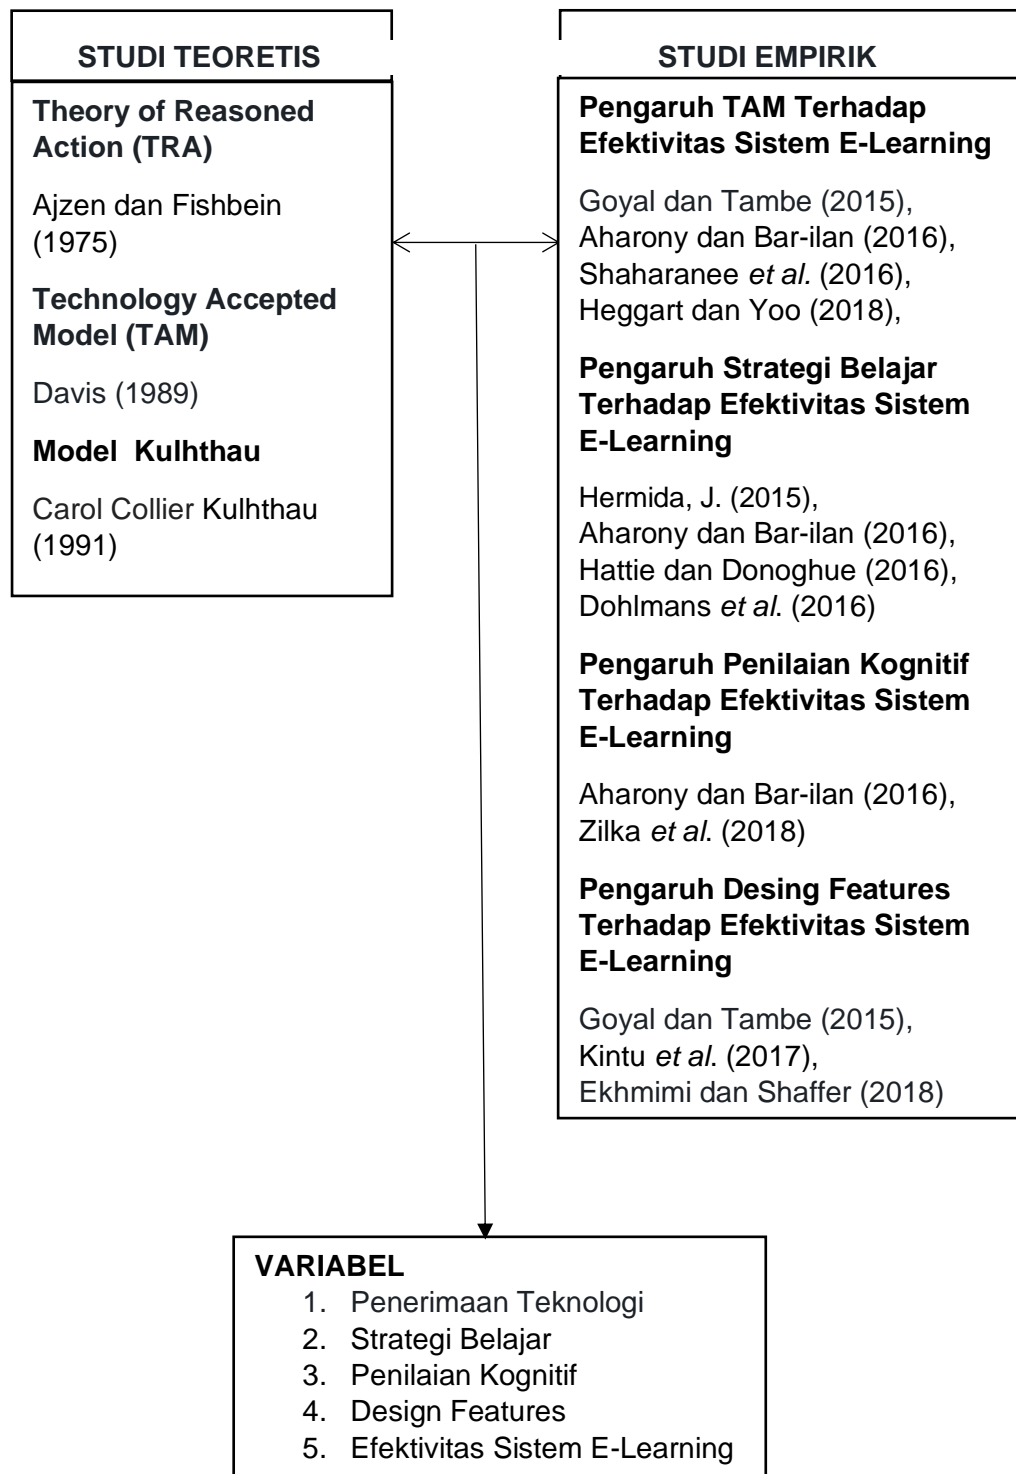 STUDI TEORETIS
Theory of Reasoned
Action (TRA)
Ajzen dan Fishbein
(1975)
Technology Accepted
Model (TAM)
Davis (1989)
Model Kulhthau
Carol Collier Kulhthau
(1991)
STUDI EMPIRIK
Pengaruh TAM Terhadap
Efektivitas Sistem E-Learning
Goyal dan Tambe (2015),
Aharony dan Bar-ilan (2016),
Shaharanee et al. (2016),
Heggart dan Yoo (2018),
Pengaruh Strategi Belajar
Terhadap Efektivitas Sistem
E-Learning
Hermida, J. (2015),
Aharony dan Bar-ilan (2016),
Hattie dan Donoghue (2016),
Dohlmans et al. (2016)
Pengaruh Penilaian Kognitif
Terhadap Efektivitas Sistem
E-Learning
Aharony dan Bar-ilan (2016),
Zilka et al. (2018)
Pengaruh Desing Features
Terhadap Efektivitas Sistem
E-Learning
Goyal dan Tambe (2015),
Kintu et al. (2017),
Ekhmimi dan Shaffer (2018)
VARIABEL
1. Penerimaan Teknologi
2. Strategi Belajar
3. Penilaian Kognitif
4. Design Features
5. Efektivitas Sistem E-Learning